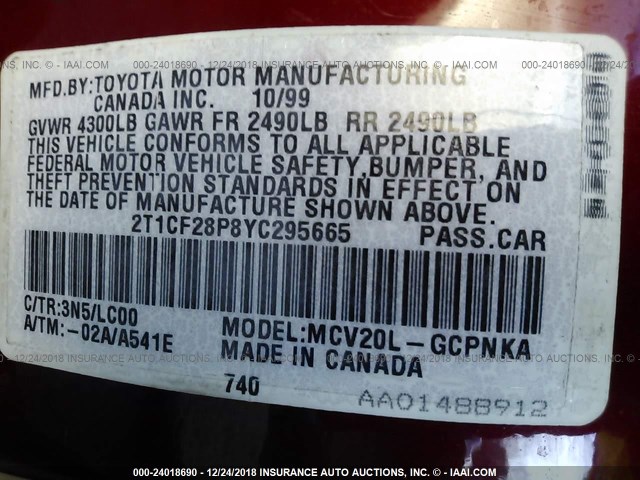 000-24018690 - 12/24/2018 INSURANCE AUTO AUCTIONS, INC. - © IAAI.COM
MFD.BY:TOYOTA MOTOR MANUFACTURING
CANADA INC. 10/99
GVWR 4300LB GAWR FR 2490LB RR 2490LB
THIS VEHICLE CONFORMS TO ALL APPLICABLE
FEDERAL MOTOR VEHICLE SAFETY,BUMPER, AND
THEFT PREVENTION STANDARDS IN EFFECT ON
THE DATE OF MANUFACTURE SHOWN ABOVE.
2T1CF28P8YC295665 PASS.CAR
C/TR:3N5/LC00
A/TM:-02A/A541E
MODEL:MCV20L-GCPNKA
MADE IN CANADA
740
AA01488912
000-24018690 - 12/24/2018 INSURANCE AUTO AUCTIONS, INC. - © IAAI.COM